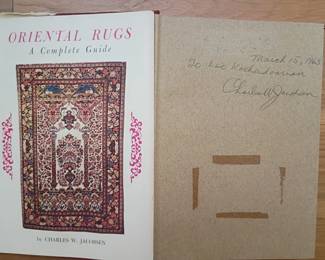 ORIENTAL RUGS
A Complete Guide
by CHARLES W. JACOBSEN
March 15, 1963
To
Charles W. Jacobsen